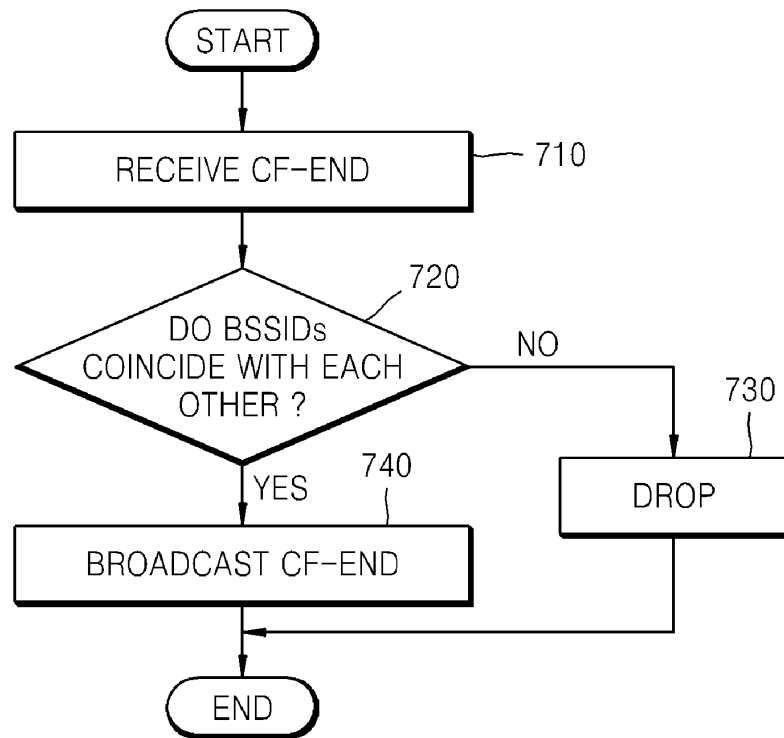 START
RECEIVE CF-END
710
720
DO BSSIDs
COINCIDE WITH EACH
OTHER ?
NO
730
DROP
YES
740
BROADCAST CF-END
END